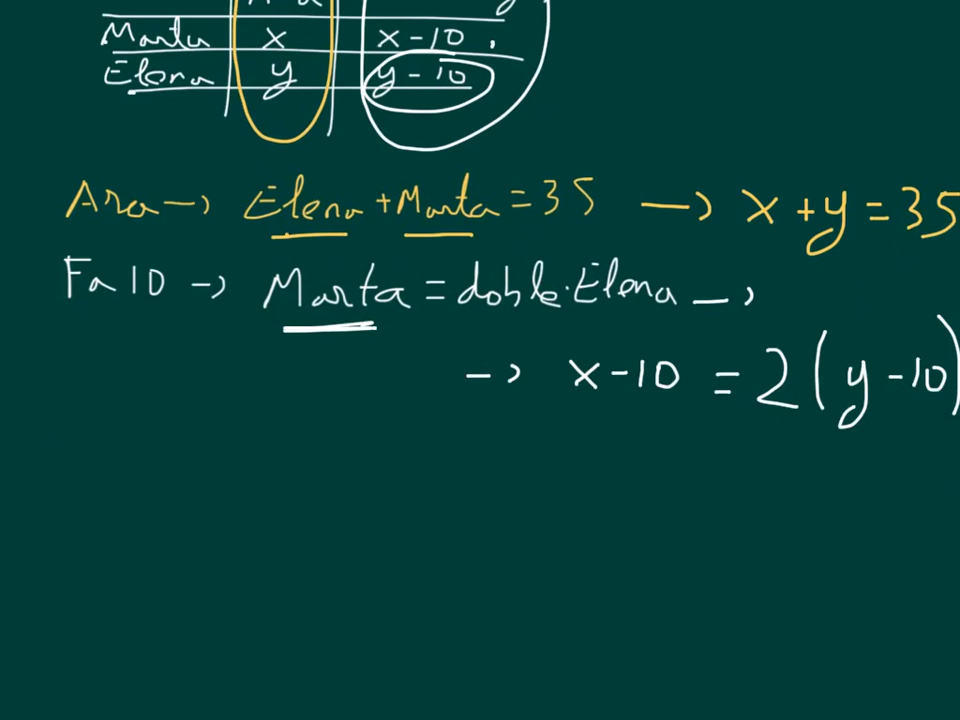 Marta x x-10
Elena y y-10
Ara → Elena + Marta = 35 → x + y = 35
Fa 10 → Marta = doble · Elena →
→ x-10 = 2(y-10)